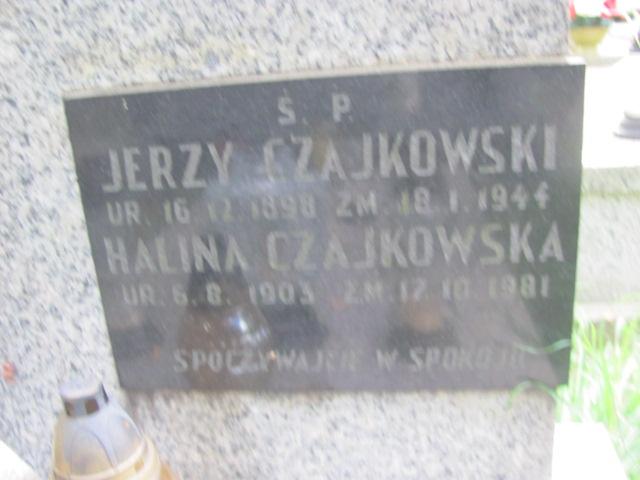 Ś. P.
JERZY CZAJKOWSKI
UR. 16.12.1898 ZM. 18.1.1944
HALINA CZAJKOWSKA
UR. 6.8. 1903 ZM. 17.10.1981
SPOCZYWAJCIE W SPOKOJU